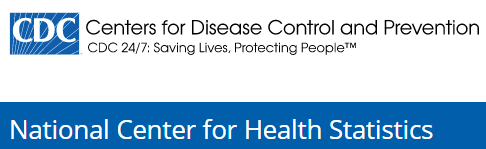 CDC Centers for Disease Control and Prevention
CDC 24/7: Saving Lives, Protecting People™
National Center for Health Statistics